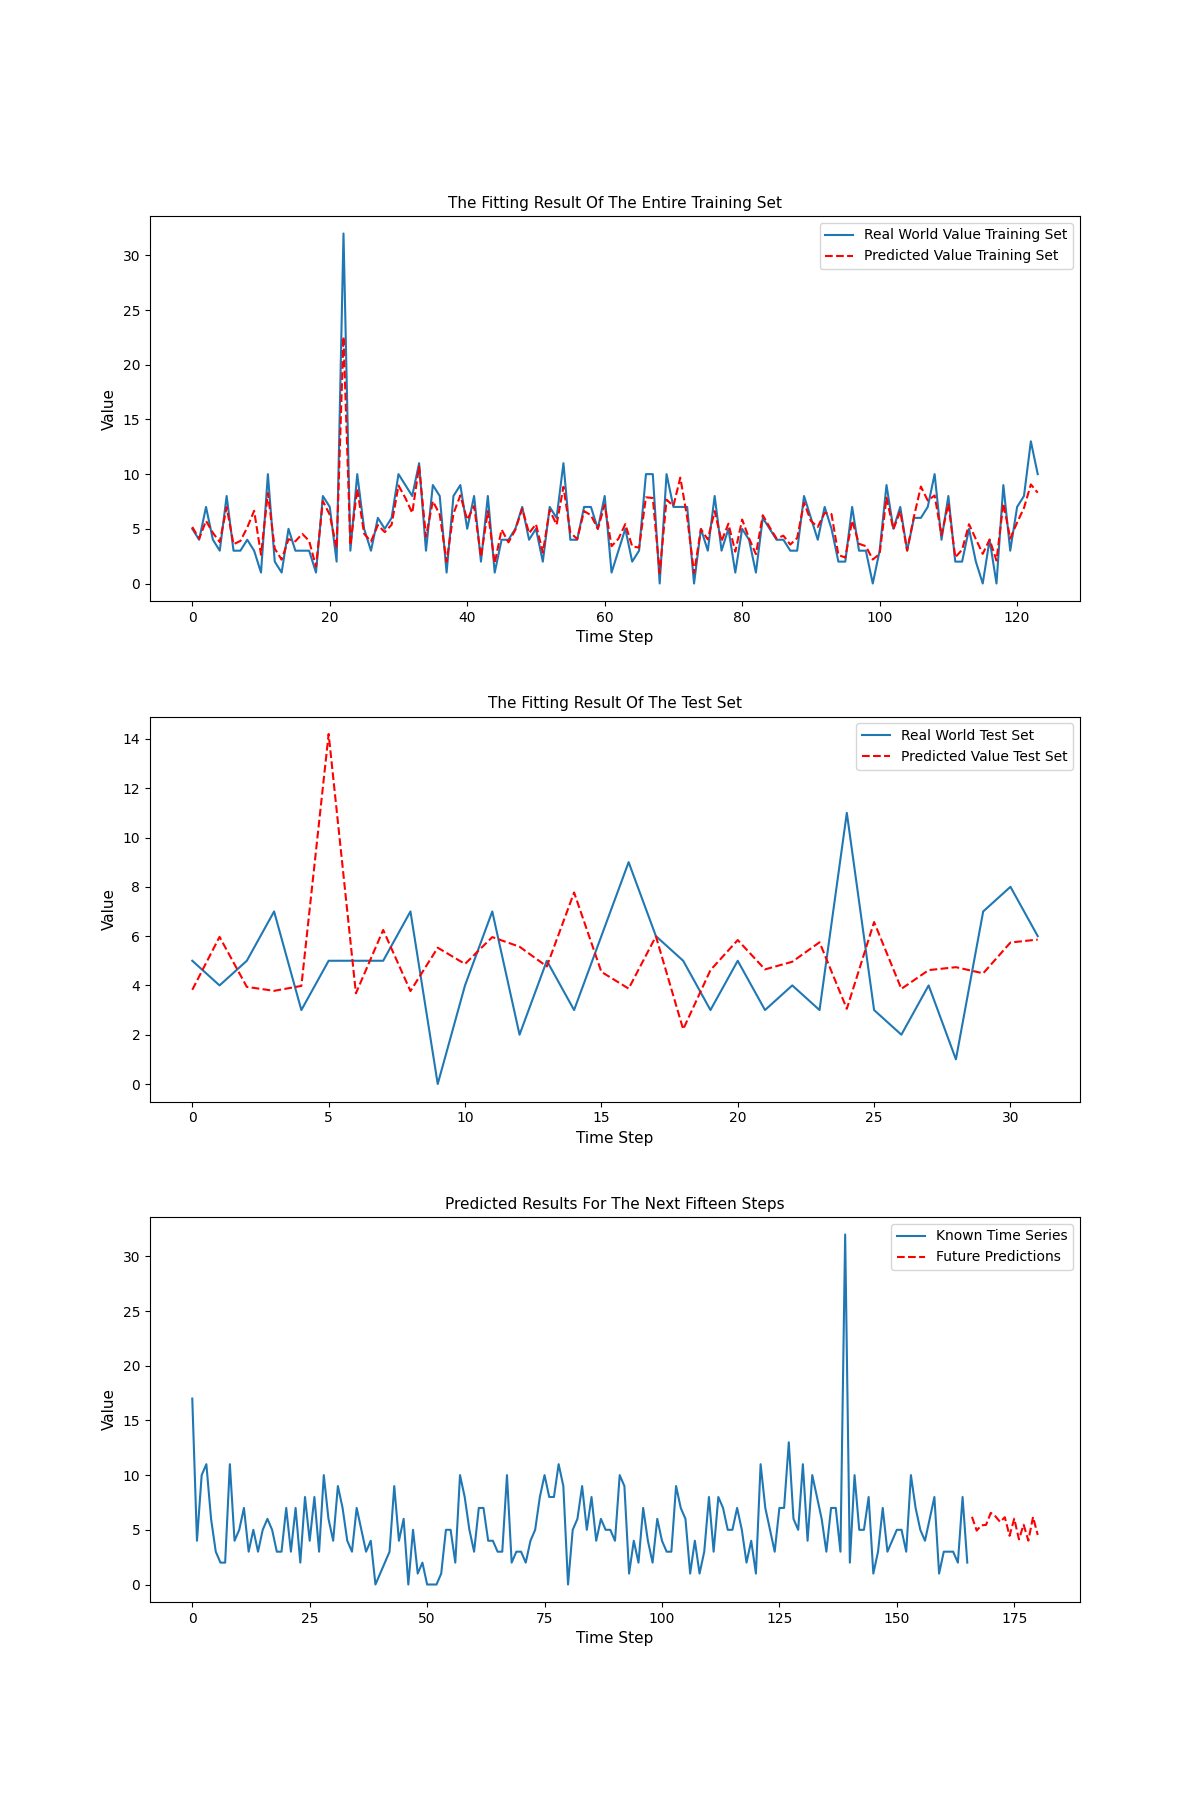 The Fitting Result Of The Entire Training Set
Real World Value Training Set
Predicted Value Training Set
30
25
20
15
10
5
0
Value
0 20 40 60 80 100 120
Time Step
The Fitting Result Of The Test Set
Real World Test Set
Predicted Value Test Set
14
12
10
8
6
4
2
0
Value
0 5 10 15 20 25 30
Time Step
Predicted Results For The Next Fifteen Steps
Known Time Series
Future Predictions
30
25
20
15
10
5
0
Value
0 25 50 75 100 125 150 175
Time Step